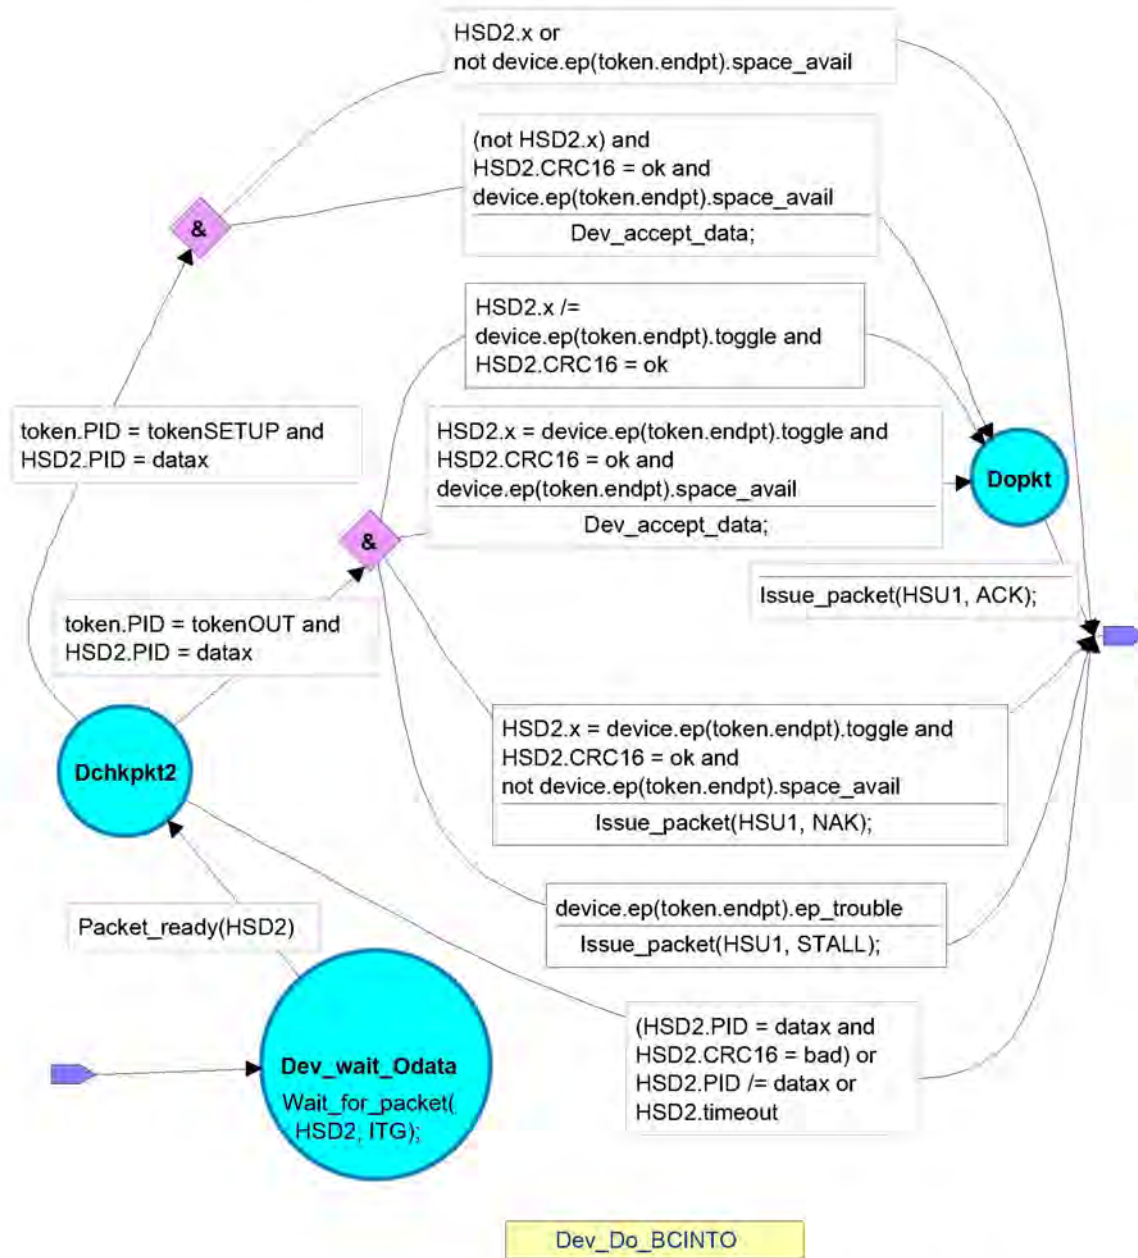 HSD2.x or
not device.ep(token.endpt).space_avail
(not HSD2.x) and
HSD2.CRC16 = ok and
device.ep(token.endpt).space_avail
Dev_accept_data;
&
HSD2.x /=
device.ep(token.endpt).toggle and
HSD2.CRC16 = ok
token.PID = tokenSETUP and
HSD2.PID = datax
HSD2.x = device.ep(token.endpt).toggle and
HSD2.CRC16 = ok and
device.ep(token.endpt).space_avail
Dev_accept_data;
Dopkt
&
Issue_packet(HSU1, ACK);
token.PID = tokenOUT and
HSD2.PID = datax
HSD2.x = device.ep(token.endpt).toggle and
HSD2.CRC16 = ok and
not device.ep(token.endpt).space_avail
Issue_packet(HSU1, NAK);
Dchkpkt2
device.ep(token.endpt).ep_trouble
Issue_packet(HSU1, STALL);
Packet_ready(HSD2)
(HSD2.PID = datax and
HSD2.CRC16 = bad) or
HSD2.PID /= datax or
HSD2.timeout
Dev_wait_Odata
Wait_for_packet(
HSD2, ITG);
Dev_Do_BCINTO